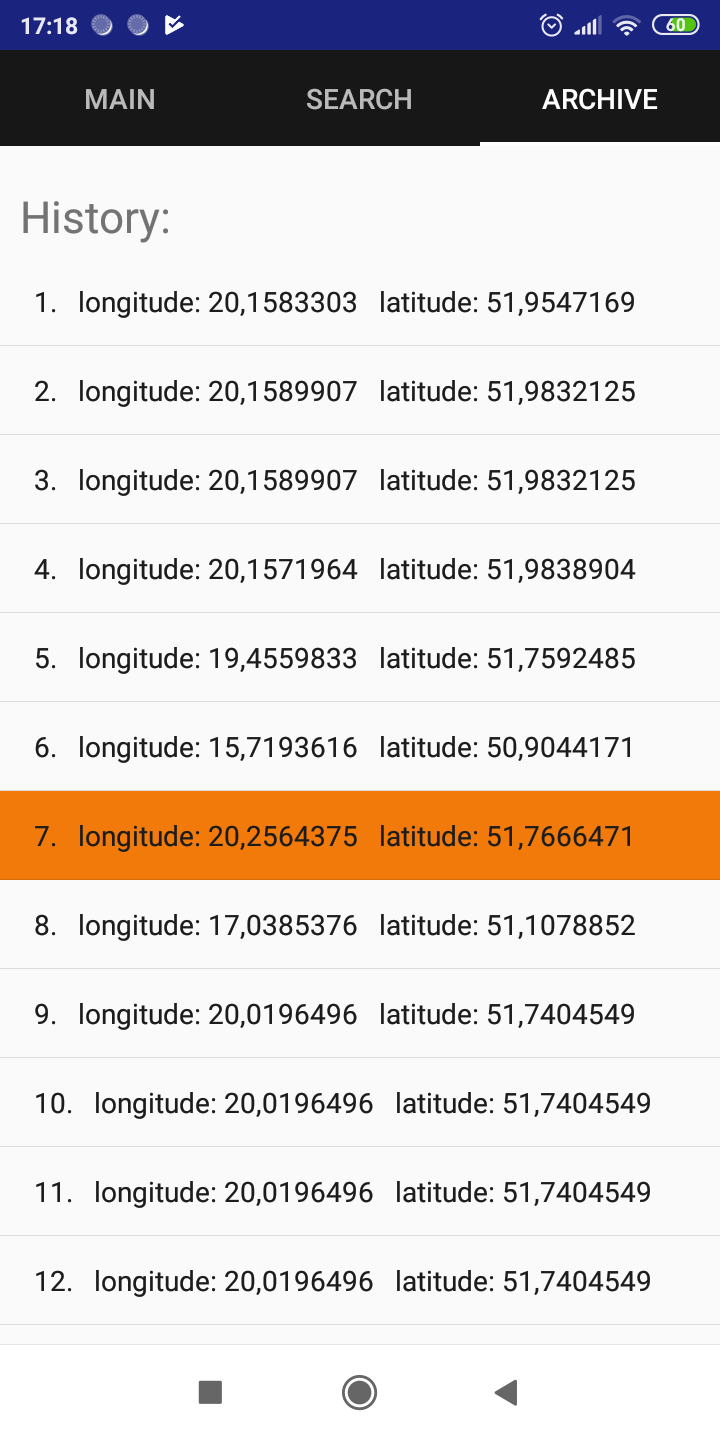 17:18 60
MAIN SEARCH ARCHIVE
History:
1. longitude: 20,1583303 latitude: 51,9547169
2. longitude: 20,1589907 latitude: 51,9832125
3. longitude: 20,1589907 latitude: 51,9832125
4. longitude: 20,1571964 latitude: 51,9838904
5. longitude: 19,4559833 latitude: 51,7592485
6. longitude: 15,7193616 latitude: 50,9044171
7. longitude: 20,2564375 latitude: 51,7666471
8. longitude: 17,0385376 latitude: 51,1078852
9. longitude: 20,0196496 latitude: 51,7404549
10. longitude: 20,0196496 latitude: 51,7404549
11. longitude: 20,0196496 latitude: 51,7404549
12. longitude: 20,0196496 latitude: 51,7404549